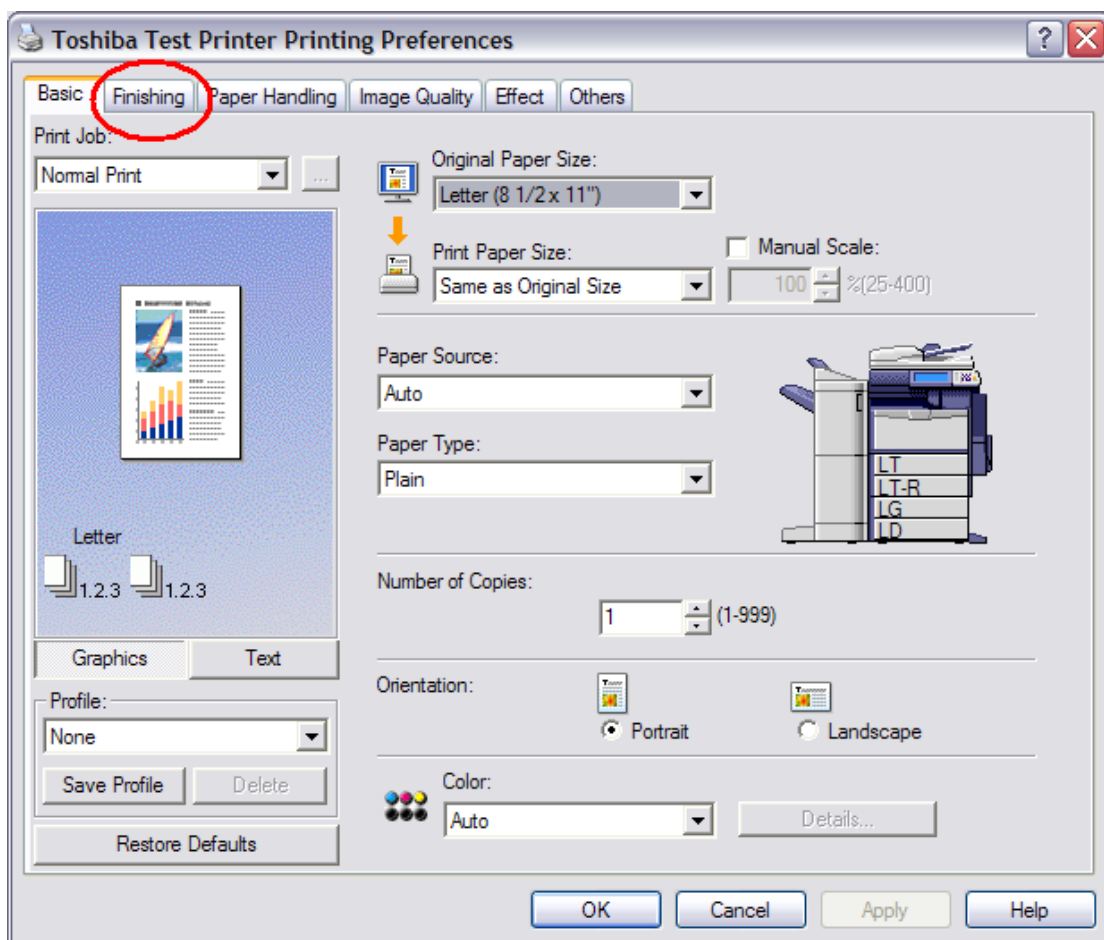 Toshiba Test Printer Printing Preferences
Basic Finishing Paper Handling Image Quality Effect Others
Print Job:
Normal Print ...
Original Paper Size:
Letter (8 1/2 x 11")
Print Paper Size:
Same as Original Size
Manual Scale:
100 %(25-400)
Paper Source:
Auto
Paper Type:
Plain
LT
LT-R
LG
LD
Letter
1.2.3 1.2.3
Graphics Text
Number of Copies:
1 (1-999)
Orientation:
Portrait Landscape
Profile:
None
Save Profile Delete
Restore Defaults
Color:
Auto Details...
OK Cancel Apply Help